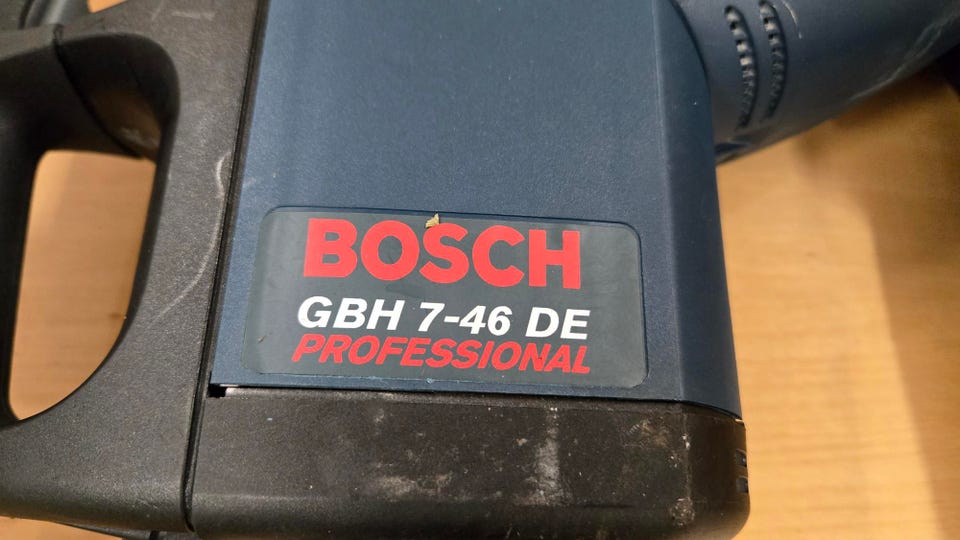 BOSCH
GBH 7-46 DE
PROFESSIONAL